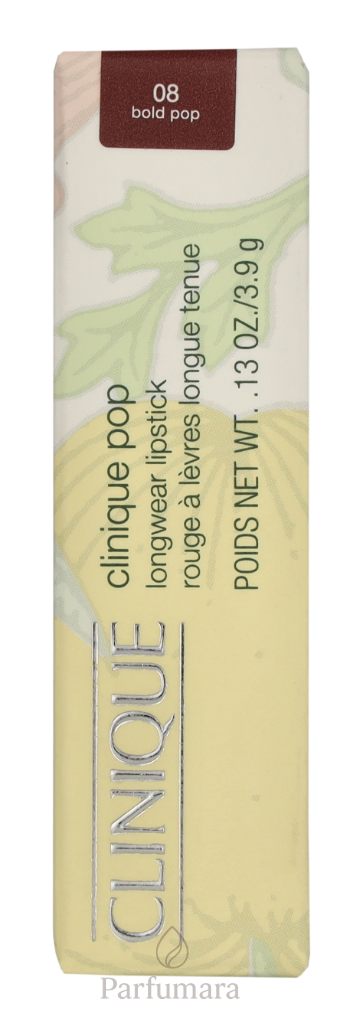 08
bold pop
clinique pop
longwear lipstick
rouge à lèvres longue tenue
POIDS NET WT. .13 OZ./3.9 g
CLINIQUE
Parfumara